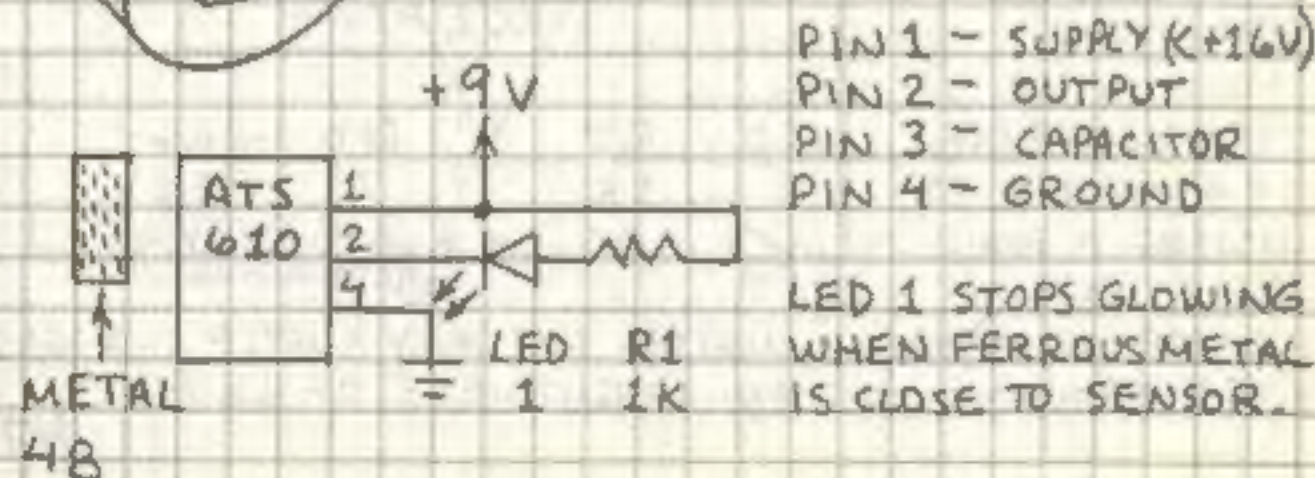 +9V
ATS
610
1
2
4
LED
1
R1
1K
METAL
48
PIN 1 - SUPPLY (<+16V)
PIN 2 - OUTPUT
PIN 3 - CAPACITOR
PIN 4 - GROUND
LED 1 STOPS GLOWING
WHEN FERROUS METAL
IS CLOSE TO SENSOR.